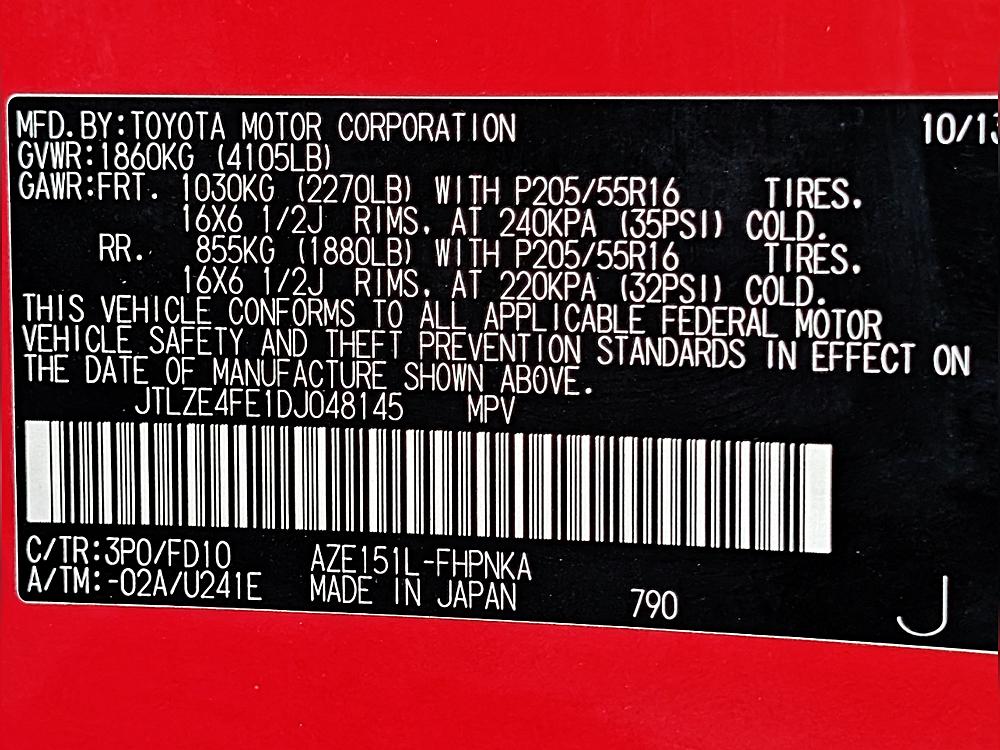 MFD. BY: TOYOTA MOTOR CORPORATION 10/13
GVWR: 1860KG (4105LB)
GAWR: FRT. 1030KG (2270LB) WITH P205/55R16 TIRES.
16X6 1/2J RIMS, AT 240KPA (35PSI) COLD.
RR. 855KG (1880LB) WITH P205/55R16 TIRES.
16X6 1/2J RIMS, AT 220KPA (32PSI) COLD.
THIS VEHICLE CONFORMS TO ALL APPLICABLE FEDERAL MOTOR
VEHICLE SAFETY AND THEFT PREVENTION STANDARDS IN EFFECT ON
THE DATE OF MANUFACTURE SHOWN ABOVE.
JTLZE4FE1DJ048145 MPV
C/TR: 3P0/FD10 AZE151L-FHPNKA
A/TM: -02A/U241E MADE IN JAPAN 790 J